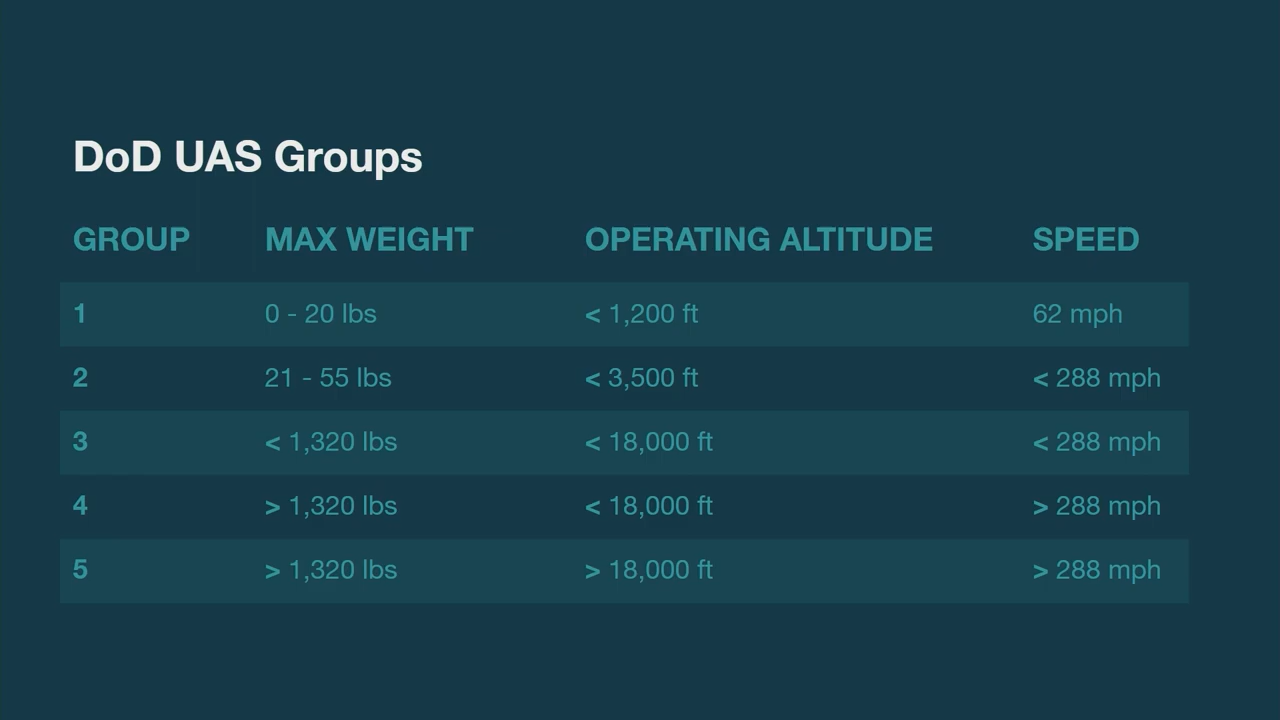 DoD UAS Groups
GROUP MAX WEIGHT OPERATING ALTITUDE SPEED
1 0 - 20 lbs < 1,200 ft 62 mph
2 21 - 55 lbs < 3,500 ft < 288 mph
3 < 1,320 lbs < 18,000 ft < 288 mph
4 > 1,320 lbs < 18,000 ft > 288 mph
5 > 1,320 lbs > 18,000 ft > 288 mph